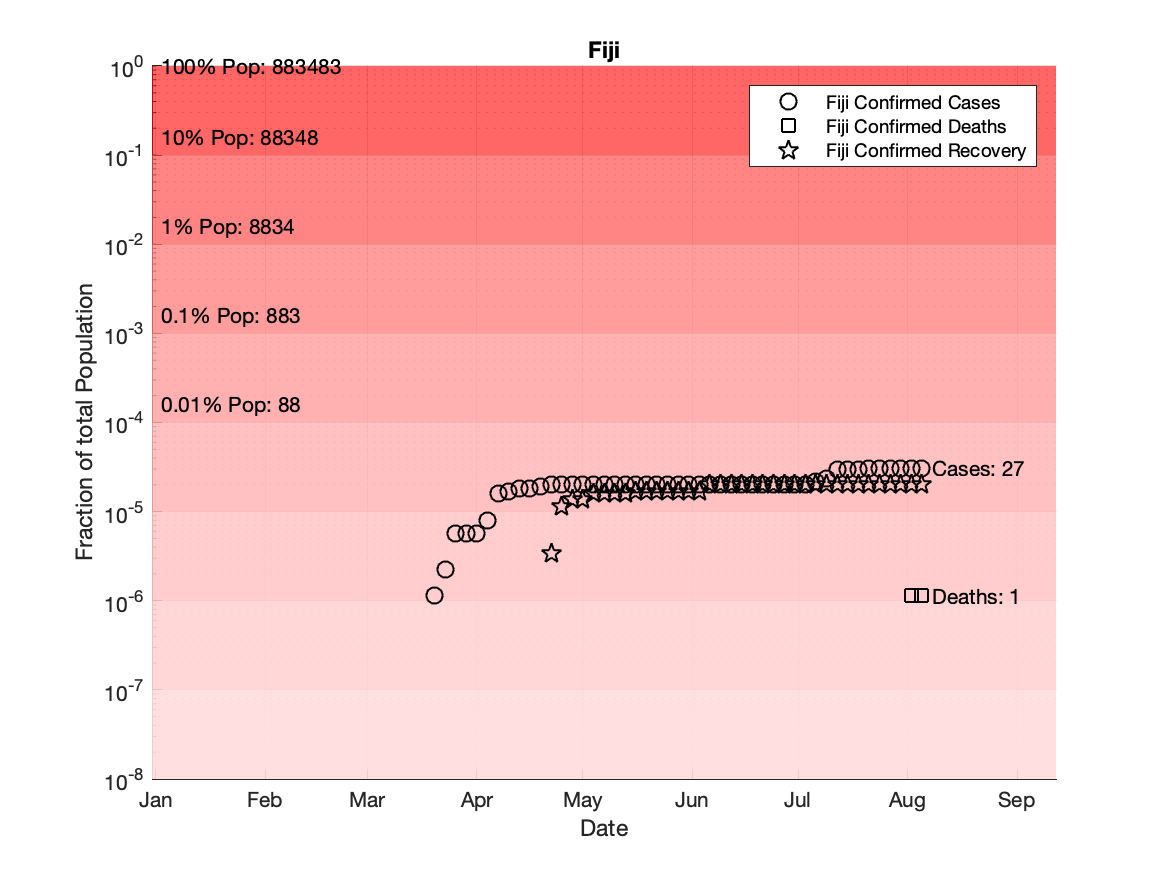 Fiji
10⁰
100% Pop: 883483
Fiji Confirmed Cases
Fiji Confirmed Deaths
Fiji Confirmed Recovery
10% Pop: 88348
10⁻¹
1% Pop: 8834
10⁻²
0.1% Pop: 883
10⁻³
0.01% Pop: 88
10⁻⁴
Fraction of total Population
Cases: 27
10⁻⁵
Deaths: 1
10⁻⁶
10⁻⁷
10⁻⁸
Jan Feb Mar Apr May Jun Jul Aug Sep
Date